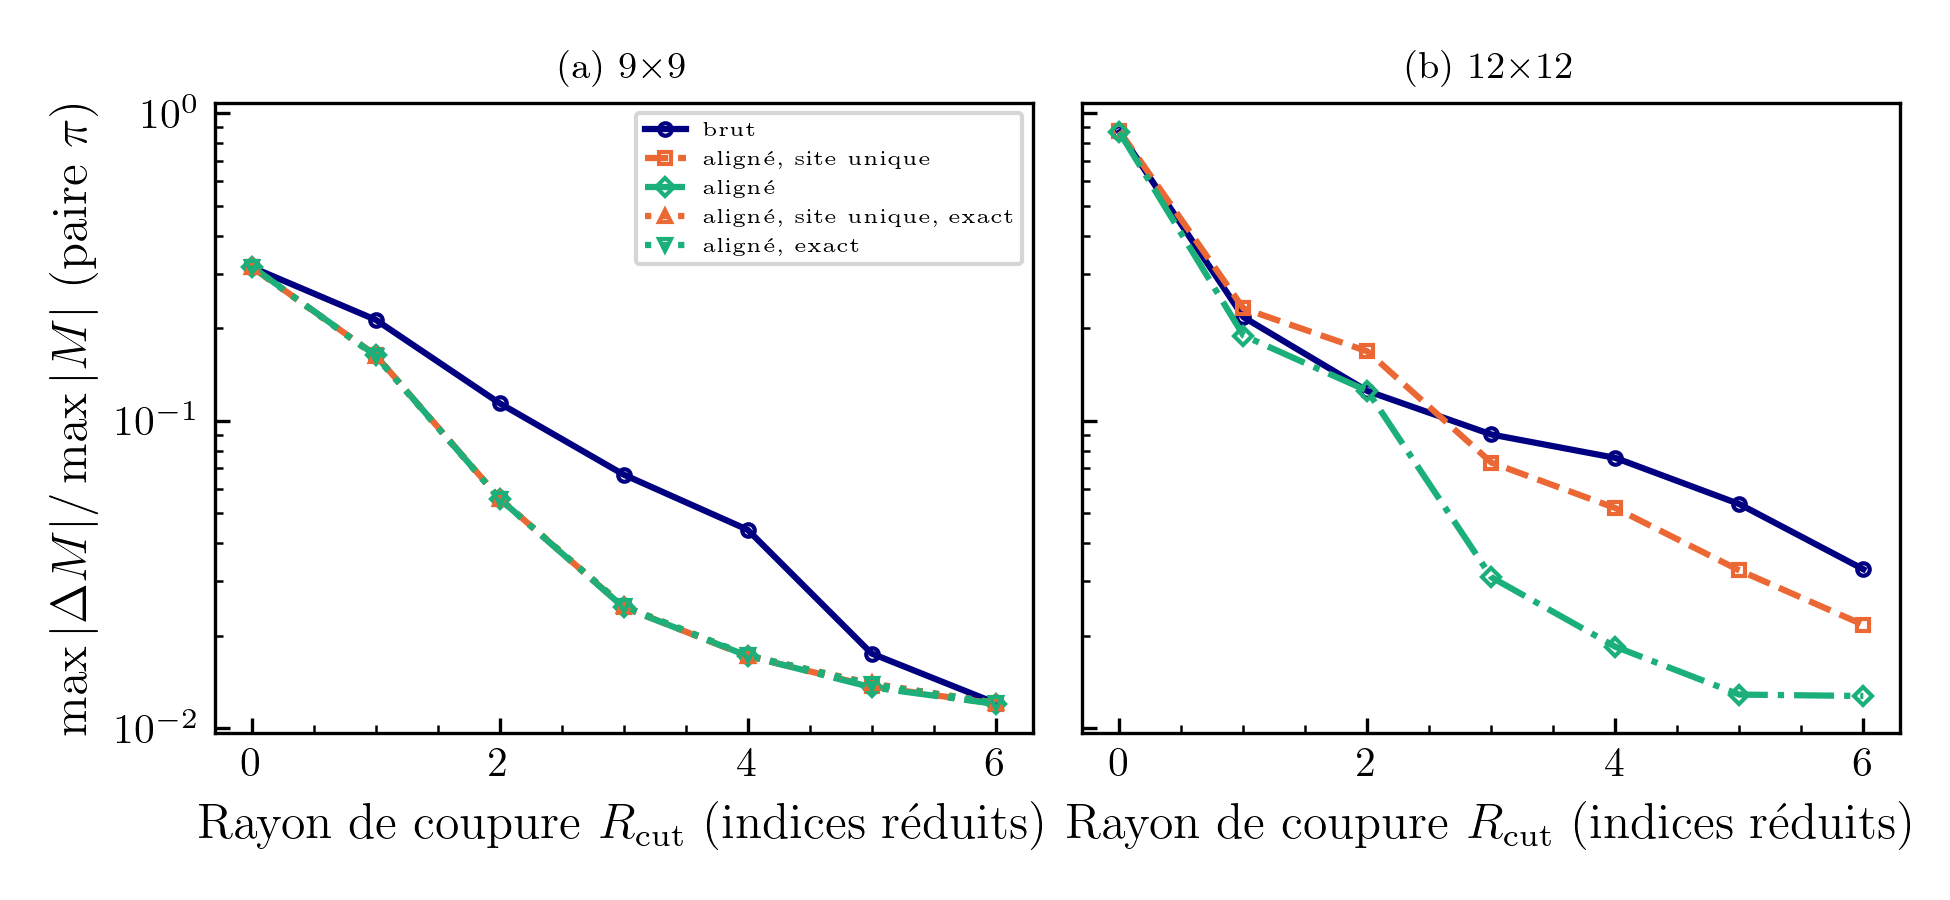 (a) 9×9
(b) 12×12
max |ΔM|/ max |M| (paire π)
10⁰
10⁻¹
10⁻²
brut
aligné, site unique
aligné
aligné, site unique, exact
aligné, exact
0 2 4 6
0 2 4 6
Rayon de coupure R_cut (indices réduits)
Rayon de coupure R_cut (indices réduits)